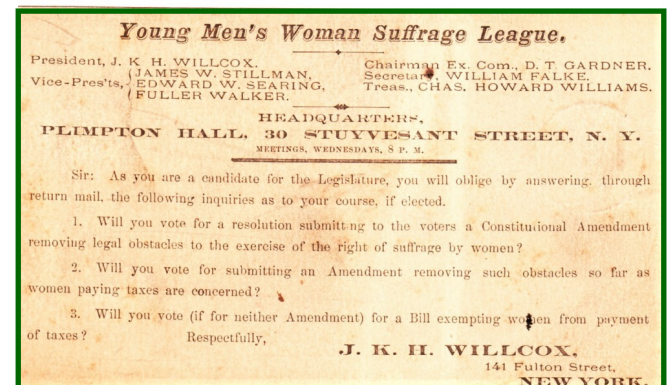 Young Men's Woman Suffrage League.
President, J. K. H. WILLCOX.
Vice-Pres'ts, JAMES W. STILLMAN,
EDWARD W. SEARING,
FULLER WALKER.
Chairman Ex. Com., D. T. GARDNER.
Secretary, WILLIAM FALKE.
Treas., CHAS. HOWARD WILLIAMS.
HEADQUARTERS,
PLIMPTON HALL, 30 STUYVESANT STREET, N. Y.
MEETINGS, WEDNESDAYS, 8 P. M.
Sir: As you are a candidate for the Legislature, you will oblige by answering, through
return mail, the following inquiries as to your course, if elected.
1. Will you vote for a resolution submitting to the voters a Constitutional Amendment
removing legal obstacles to the exercise of the right of suffrage by women?
2. Will you vote for submitting an Amendment removing such obstacles so far as
women paying taxes are concerned?
3. Will you vote (if for neither Amendment) for a Bill exempting women from payment
of taxes? Respectfully,
J. K. H. WILLCOX,
141 Fulton Street,
NEW YORK.